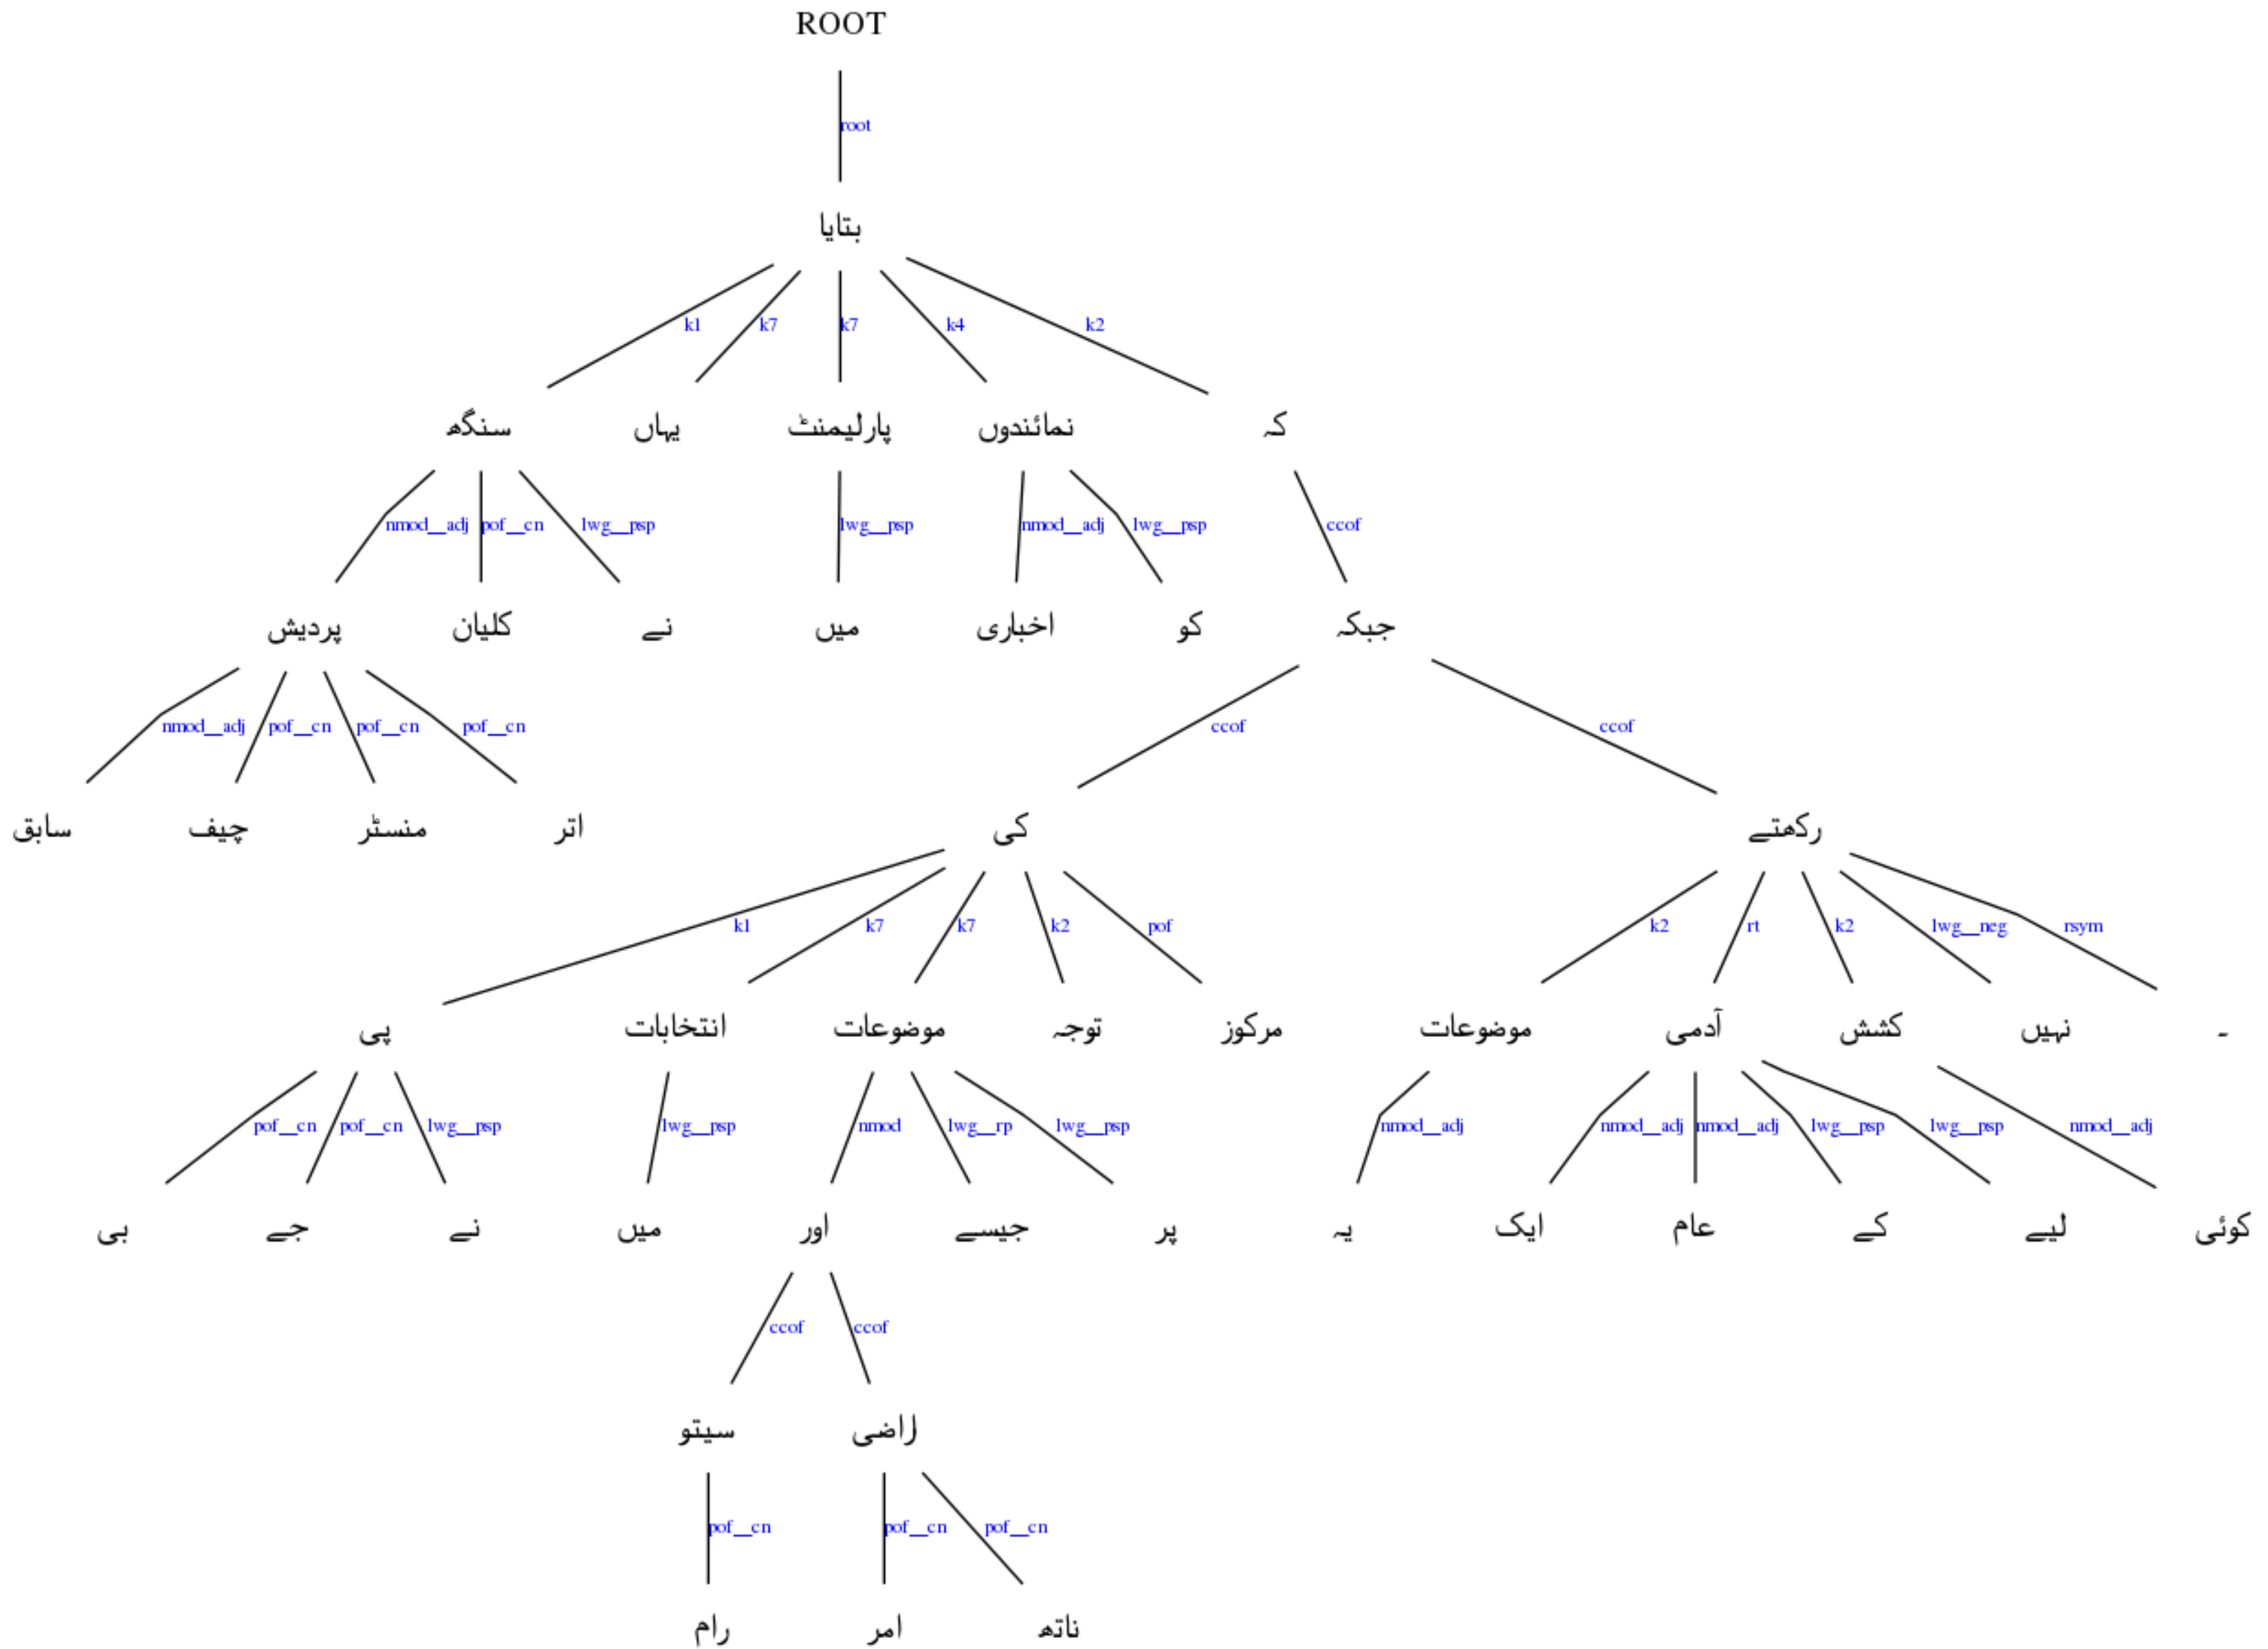 ROOT
root
بتایا
k1 k7 k7 k4 k2
سنگھ یہاں پارلیمنٹ نمائندوں کہ
nmod__adj pof__cn lwg__psp lwg__psp nmod__adj lwg__psp ccof
پردیش کلیان نے میں اخباری کو جبکہ
nmod__adj pof__cn pof__cn pof__cn ccof ccof
سابق چیف منسٹر اتر کی رکھتے
k1 k7 k7 k2 pof k2 rt k2 lwg__neg rsym
پی انتخابات موضوعات توجہ مرکوز موضوعات آدمی کشش نہیں ۔
pof__cn pof__cn lwg__psp lwg__psp nmod lwg__rp lwg__psp nmod__adj nmod__adj nmod__adj lwg__psp lwg__psp nmod__adj
بی جے نے میں اور جیسے پر یہ ایک عام کے لیے کوئی
ccof ccof
سیتو اراضی
pof__cn pof__cn pof__cn
رام امر ناتھ